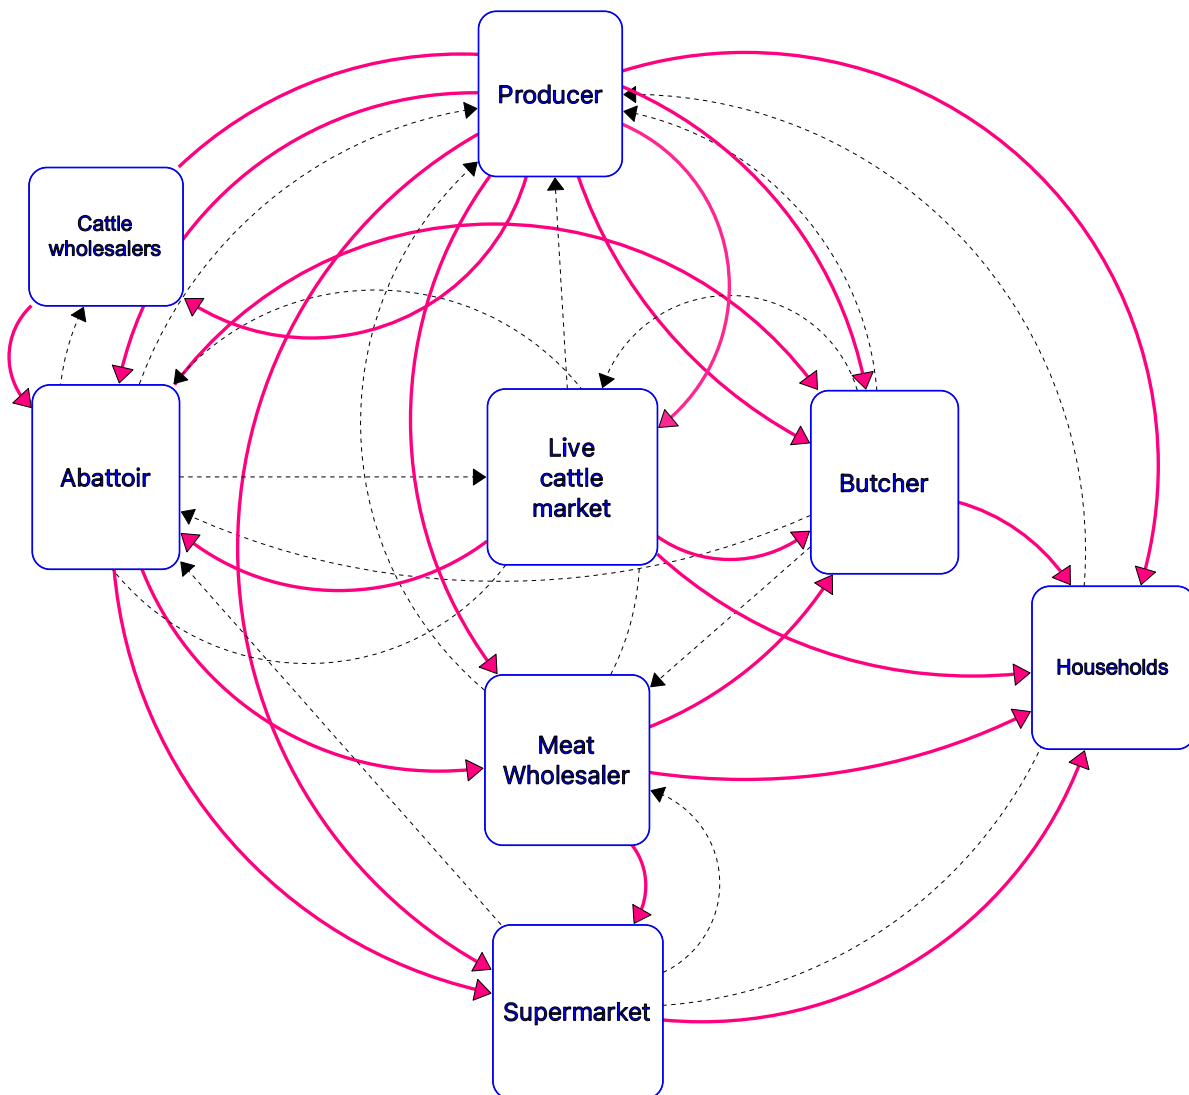 Producer
Cattle
wholesalers
Live
cattle
market
Abattoir
Butcher
Households
Meat
Wholesaler
Supermarket